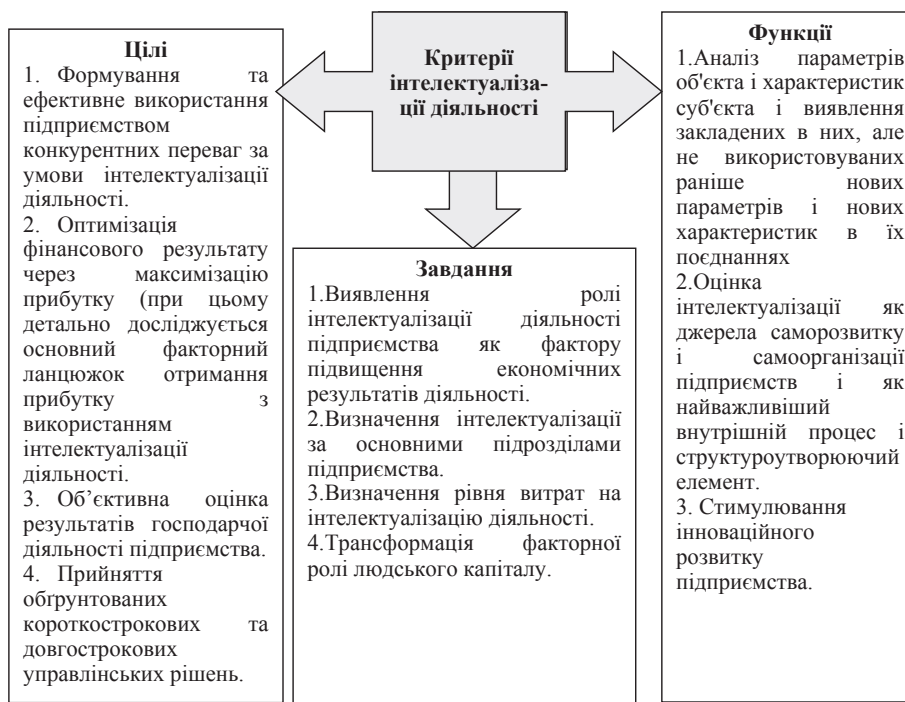 Критерії
інтелектуаліза-
ції діяльності
Цілі
1. Формування та
ефективне використання
підприємством
конкурентних переваг за
умови інтелектуалізації
діяльності.
2. Оптимізація
фінансового результату
через максимізацію
прибутку (при цьому
детально досліджується
основний факторний
ланцюжок отримання
прибутку з
використанням
інтелектуалізації
діяльності.
3. Об’єктивна оцінка
результатів господарчої
діяльності підприємства.
4. Прийняття
обґрунтованих
короткострокових та
довгострокових
управлінських рішень.
Завдання
1.Виявлення ролі
інтелектуалізації діяльності
підприємства як фактору
підвищення економічних
результатів діяльності.
2.Визначення інтелектуалізації
за основними підрозділами
підприємства.
3.Визначення рівня витрат на
інтелектуалізацію діяльності.
4.Трансформація факторної
ролі людського капіталу.
Функції
1.Аналіз параметрів
об'єкта і характеристик
суб'єкта і виявлення
закладених в них, але
не використовуваних
раніше нових
параметрів і нових
характеристик в їх
поєднаннях
2.Оцінка
інтелектуалізації як
джерела саморозвитку
і самоорганізації
підприємств і як
найважливіший
внутрішній процес і
структуроутворюючий
елемент.
3. Стимулювання
інноваційного
розвитку
підприємства.